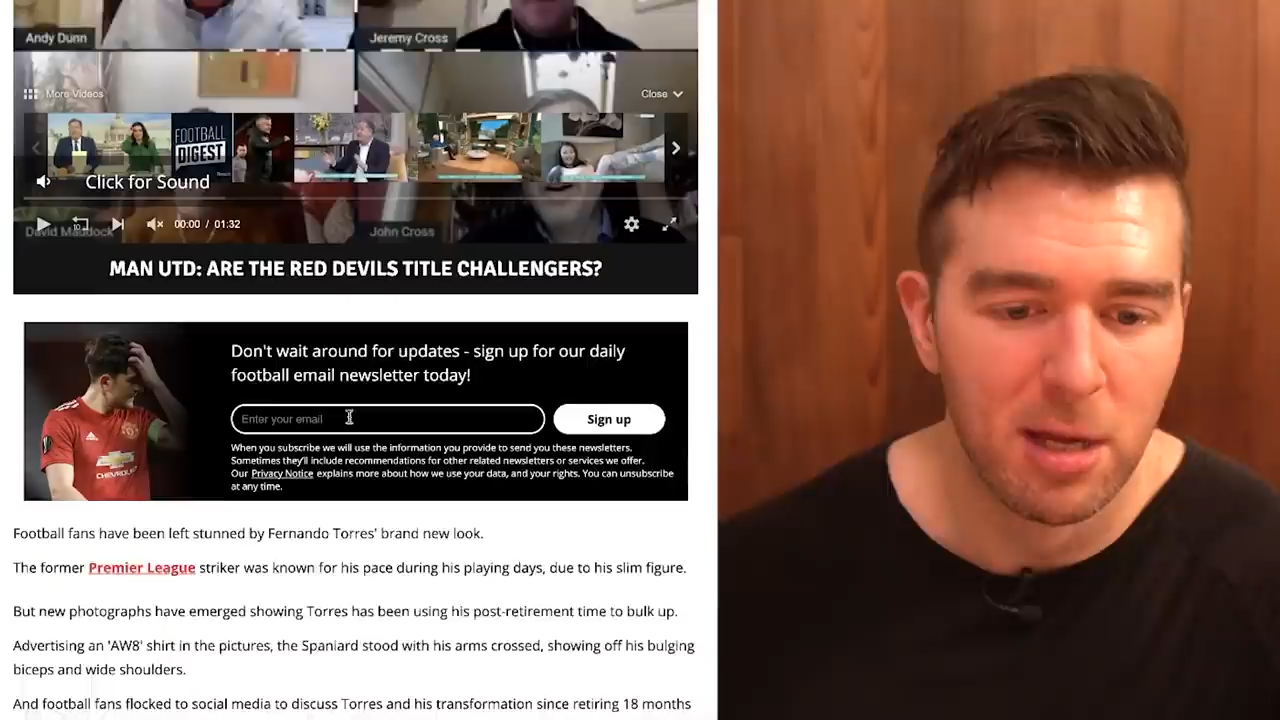 Andy Dunn
Jeremy Cross
More Videos
Close
FOOTBALL
DIGEST
Click for Sound
10
00:00 / 01:32
David Maddock
John Cross
MAN UTD: ARE THE RED DEVILS TITLE CHALLENGERS?
Don't wait around for updates - sign up for our daily
football email newsletter today!
Enter your email
Sign up
When you subscribe we will use the information you provide to send you these newsletters.
Sometimes they'll include recommendations for other related newsletters or services we offer.
Our Privacy Notice explains more about how we use your data, and your rights. You can unsubscribe
at any time.
CHEVROLET
Football fans have been left stunned by Fernando Torres' brand new look.
The former Premier League striker was known for his pace during his playing days, due to his slim figure.
But new photographs have emerged showing Torres has been using his post-retirement time to bulk up.
Advertising an 'AW8' shirt in the pictures, the Spaniard stood with his arms crossed, showing off his bulging
biceps and wide shoulders.
And football fans flocked to social media to discuss Torres and his transformation since retiring 18 months